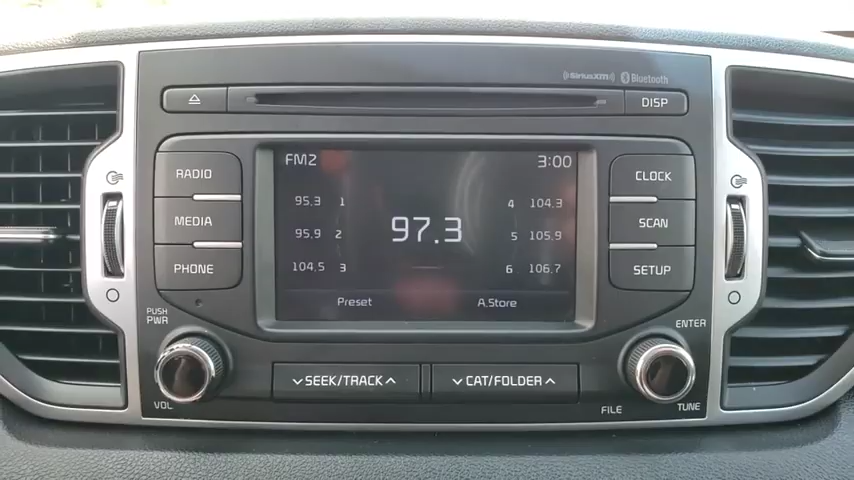 SiriusXM Bluetooth
DISP
RADIO
MEDIA
PHONE
FM2 3:00
95.3 1
95.9 2
104.5 3
97.3
4 104.3
5 105.9
6 106.7
Preset A.Store
CLOCK
SCAN
SETUP
PUSH
PWR
VOL
SEEK/TRACK
CAT/FOLDER
ENTER
FILE TUNE